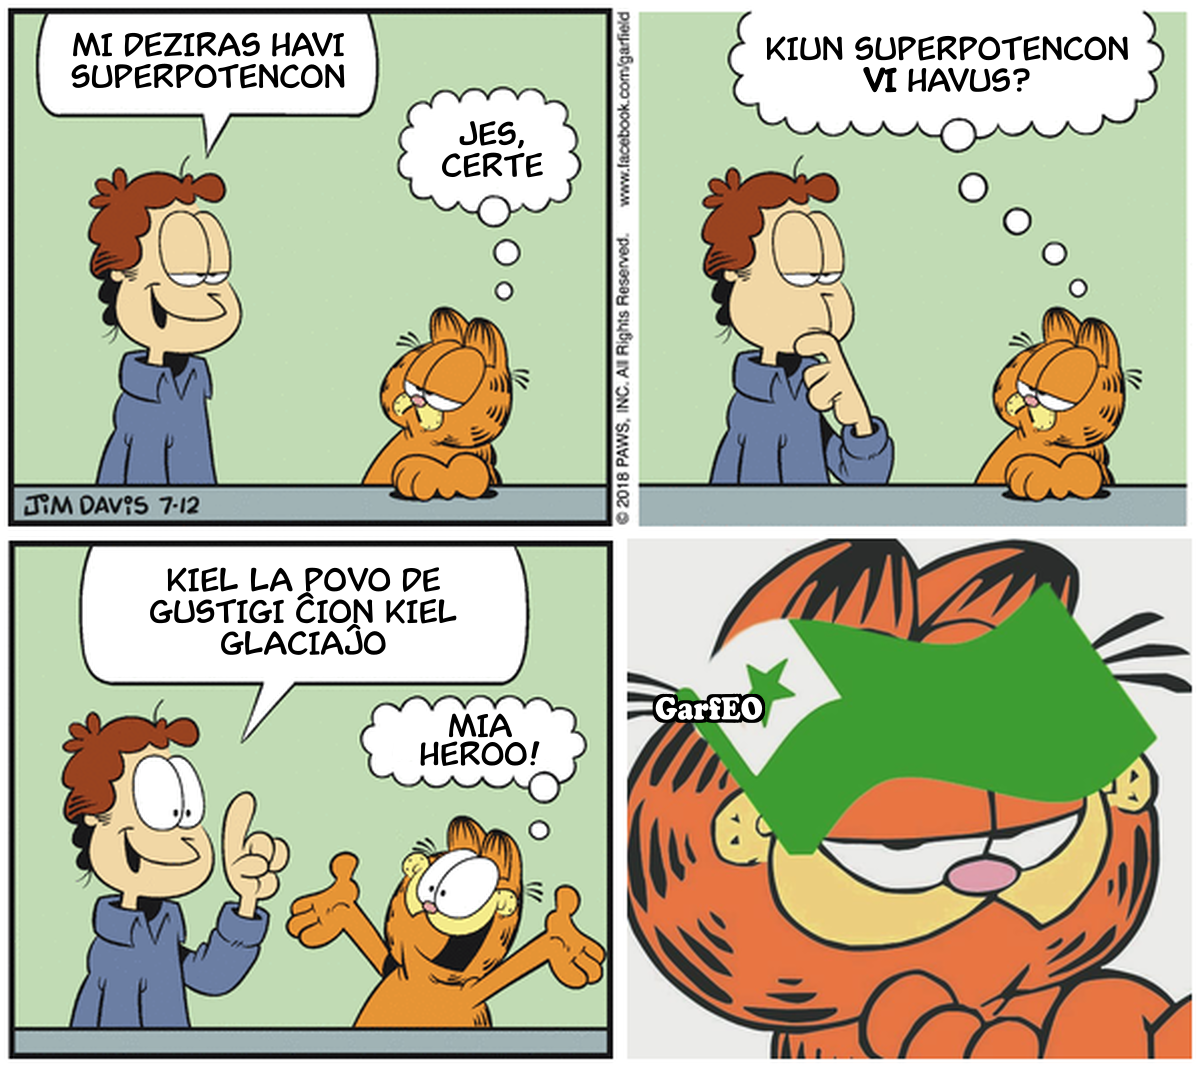 MI DEZIRAS HAVI
SUPERPOTENCON
JES,
CERTE
JIM DAVIS 7-12
© 2018 PAWS, INC. All Rights Reserved. www.facebook.com/garfield
KIUN SUPERPOTENCON
VI HAVUS?
KIEL LA POVO DE
GUSTIGI ĈION KIEL
GLACIAĴO
MIA
HEROO!
GarfEO